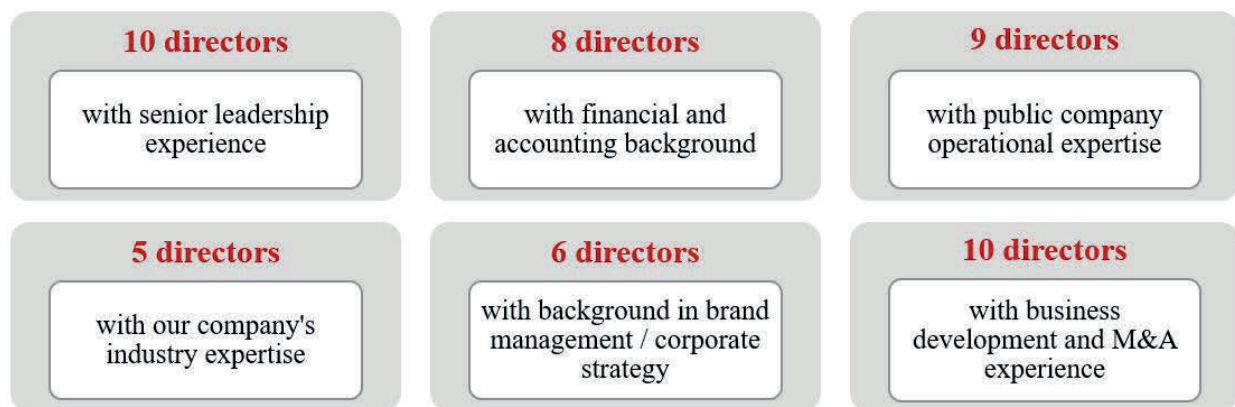 10 directors
with senior leadership
experience
8 directors
with financial and
accounting background
9 directors
with public company
operational expertise
5 directors
with our company's
industry expertise
6 directors
with background in brand
management / corporate
strategy
10 directors
with business
development and M&A
experience